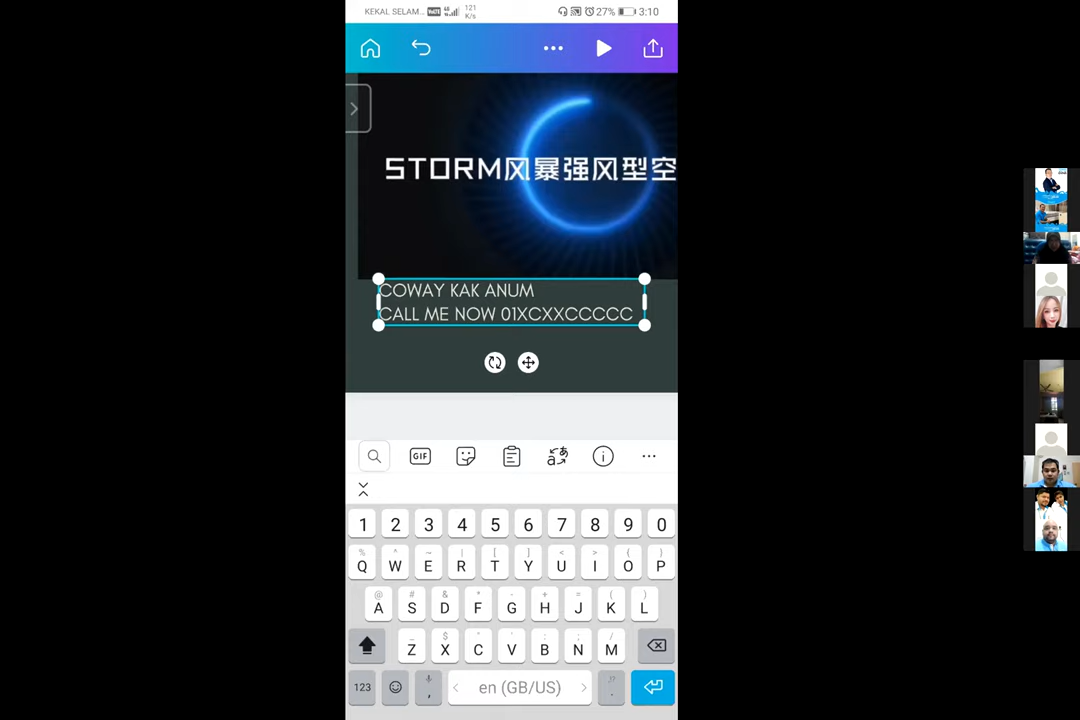 KEKAL SELAM.. 121 K/s 27% 3:10
STORM风暴强风型空
COWAY KAK ANUM
CALL ME NOW 01XCXXCCCCC
GIF
1 2 3 4 5 6 7 8 9 0
Q W E R T Y U I O P
A S D F G H J K L
Z X C V B N M
123 , en (GB/US) .